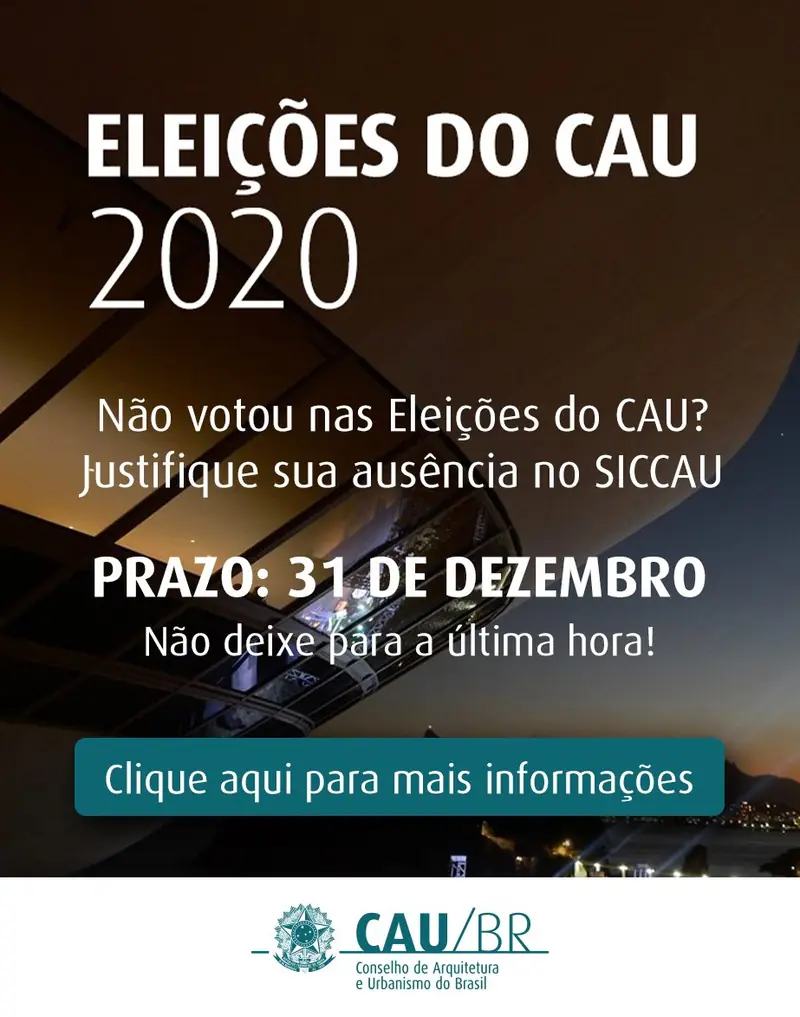 ELEIÇÕES DO CAU
2020
Não votou nas Eleições do CAU?
Justifique sua ausência no SICCAU
PRAZO: 31 DE DEZEMBRO
Não deixe para a última hora!
Clique aqui para mais informações
CAU/BR
Conselho de Arquitetura
e Urbanismo do Brasil